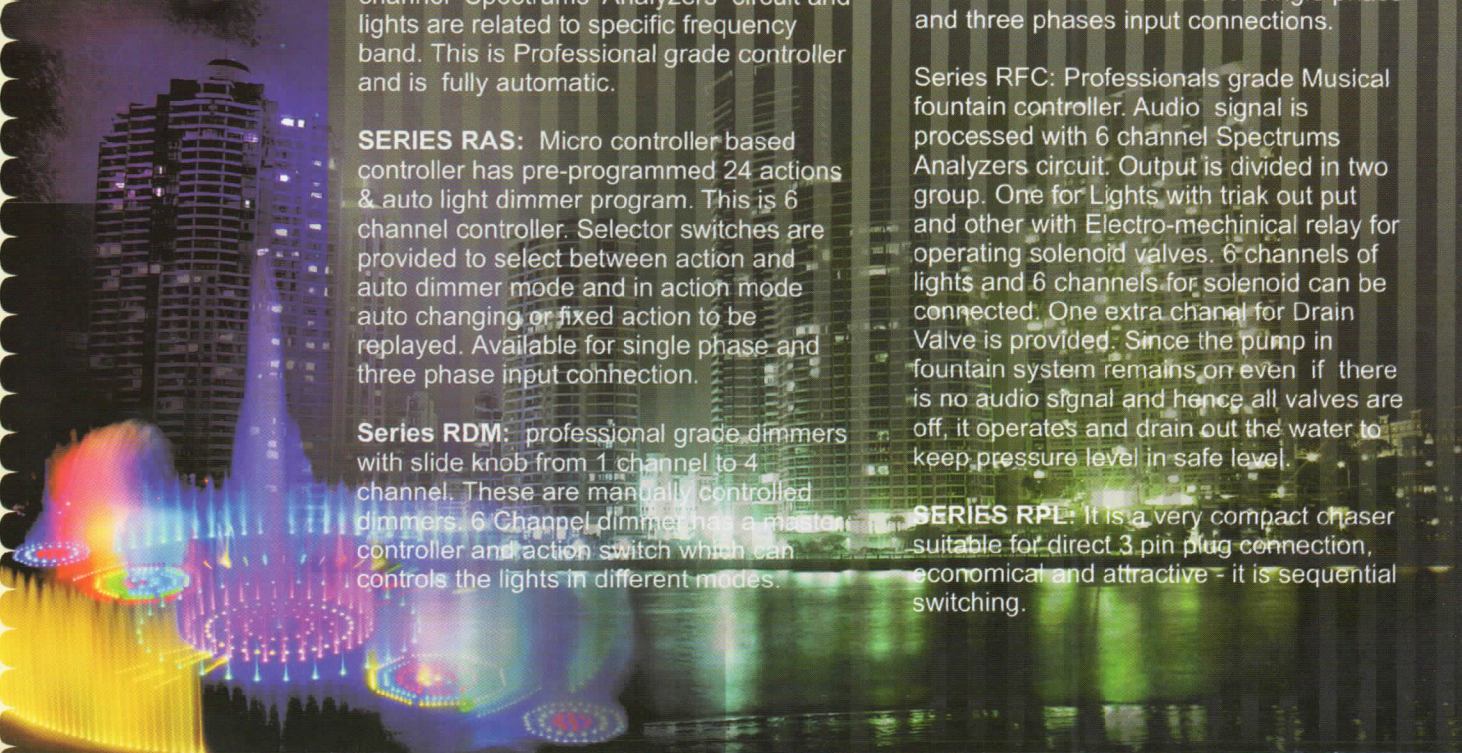 channel Spectrums Analyzers circuit and
lights are related to specific frequency
band. This is Professional grade controller
and is fully automatic.
SERIES RAS: Micro controller based
controller has pre-programmed 24 actions
& auto light dimmer program. This is 6
channel controller. Selector switches are
provided to select between action and
auto dimmer mode and in action mode
auto changing or fixed action to be
replayed. Available for single phase and
three phase input connection.
Series RDM: professional grade dimmers
with slide knob from 1 channel to 4
channel. These are manually controlled
dimmers. 6 Channel dimmer has a master
controller and action switch which can
controls the lights in different modes.
single phase
and three phases input connections.
Series RFC: Professionals grade Musical
fountain controller. Audio signal is
processed with 6 channel Spectrums
Analyzers circuit. Output is divided in two
group. One for Lights with triak out put
and other with Electro-mechinical relay for
operating solenoid valves. 6 channels of
lights and 6 channels for solenoid can be
connected. One extra chanal for Drain
Valve is provided. Since the pump in
fountain system remains on even if there
is no audio signal and hence all valves are
off, it operates and drain out the water to
keep pressure level in safe level.
SERIES RPL: It is a very compact chaser
suitable for direct 3 pin plug connection,
economical and attractive - it is sequential
switching.